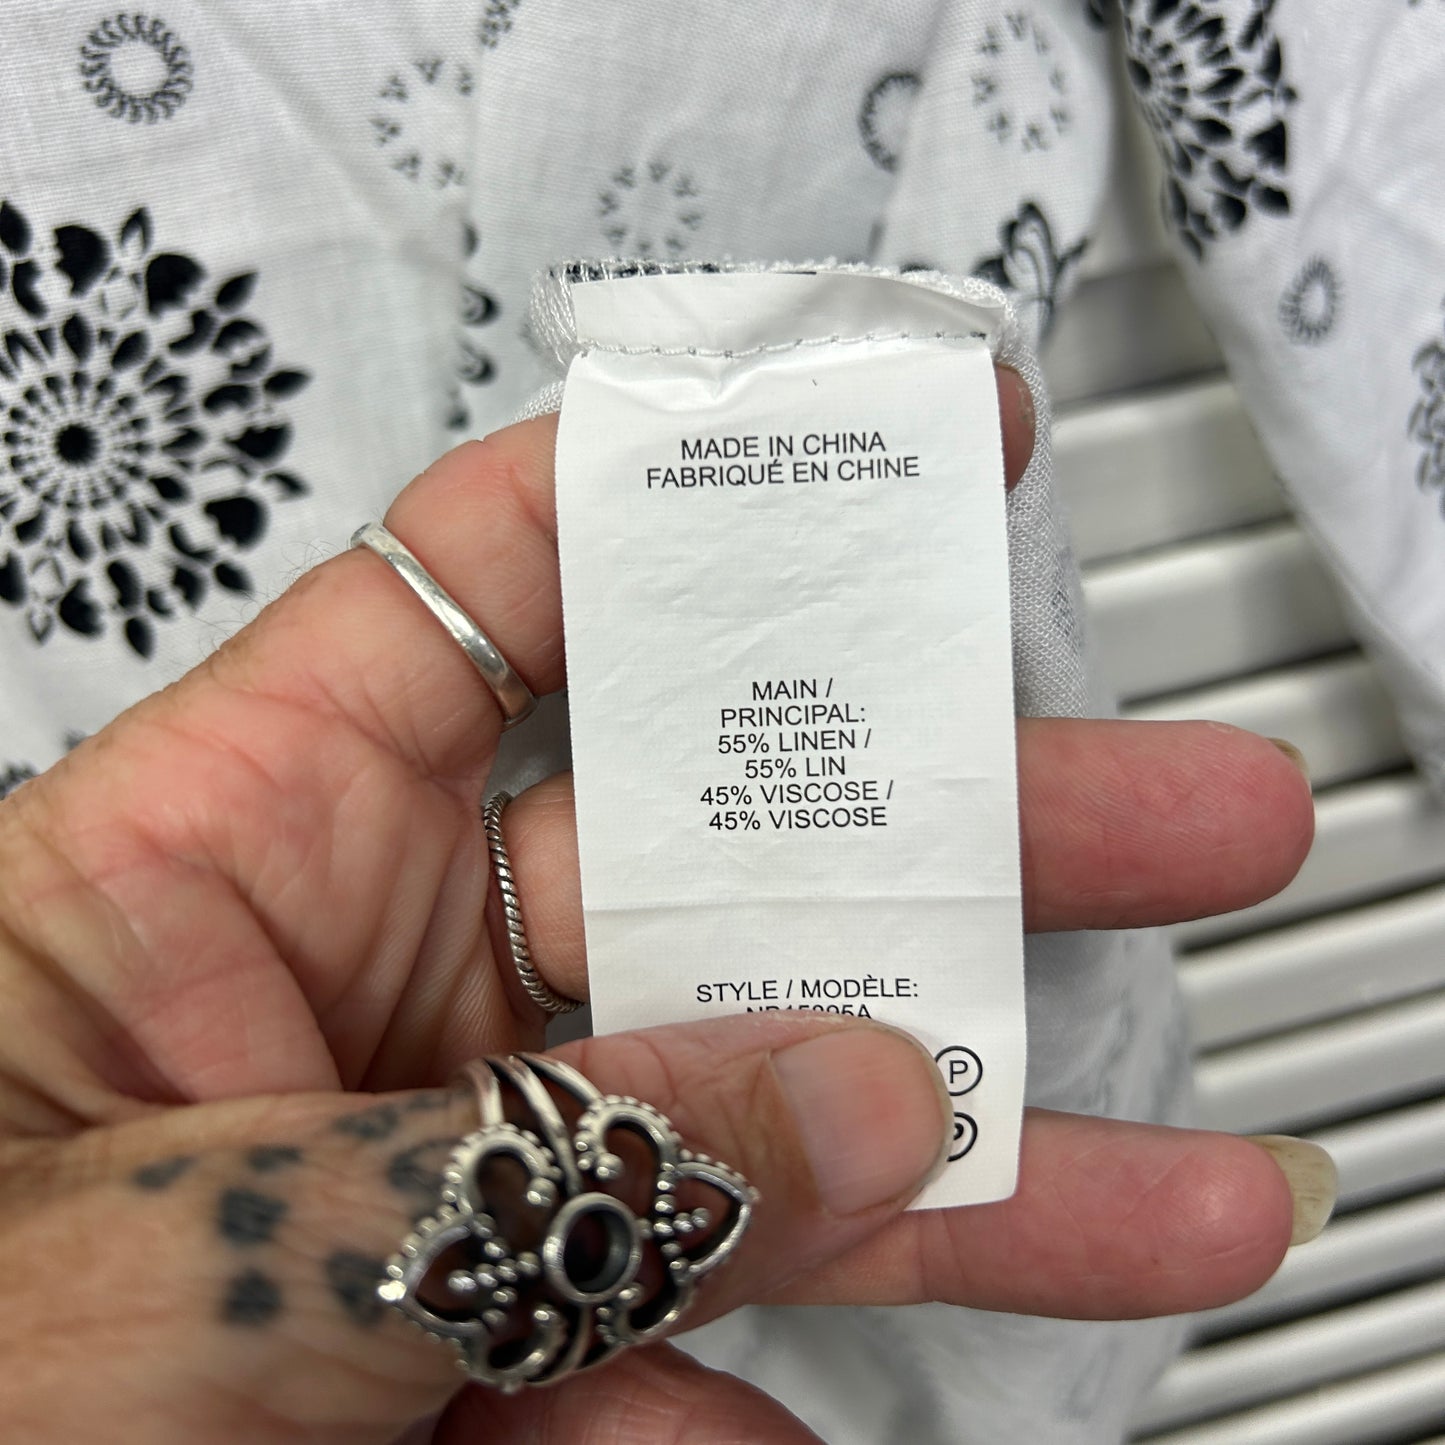 MADE IN CHINA
FABRIQUÉ EN CHINE
MAIN /
PRINCIPAL:
55% LINEN /
55% LIN
45% VISCOSE /
45% VISCOSE
STYLE / MODÈLE:
P